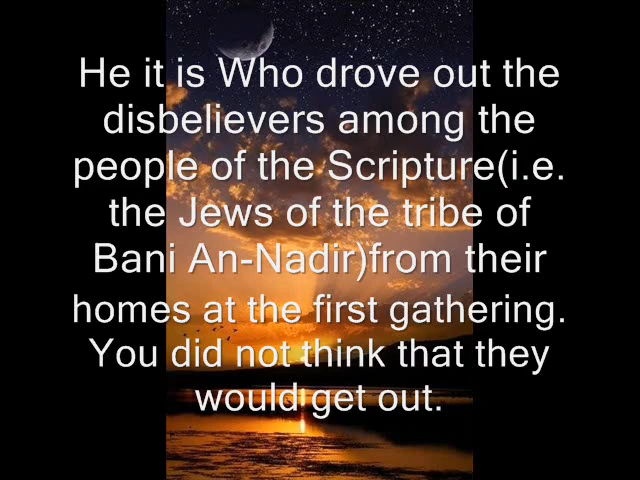 He it is Who drove out the
disbelievers among the
people of the Scripture(i.e.
the Jews of the tribe of
Bani An-Nadir)from their
homes at the first gathering.
You did not think that they
would get out.